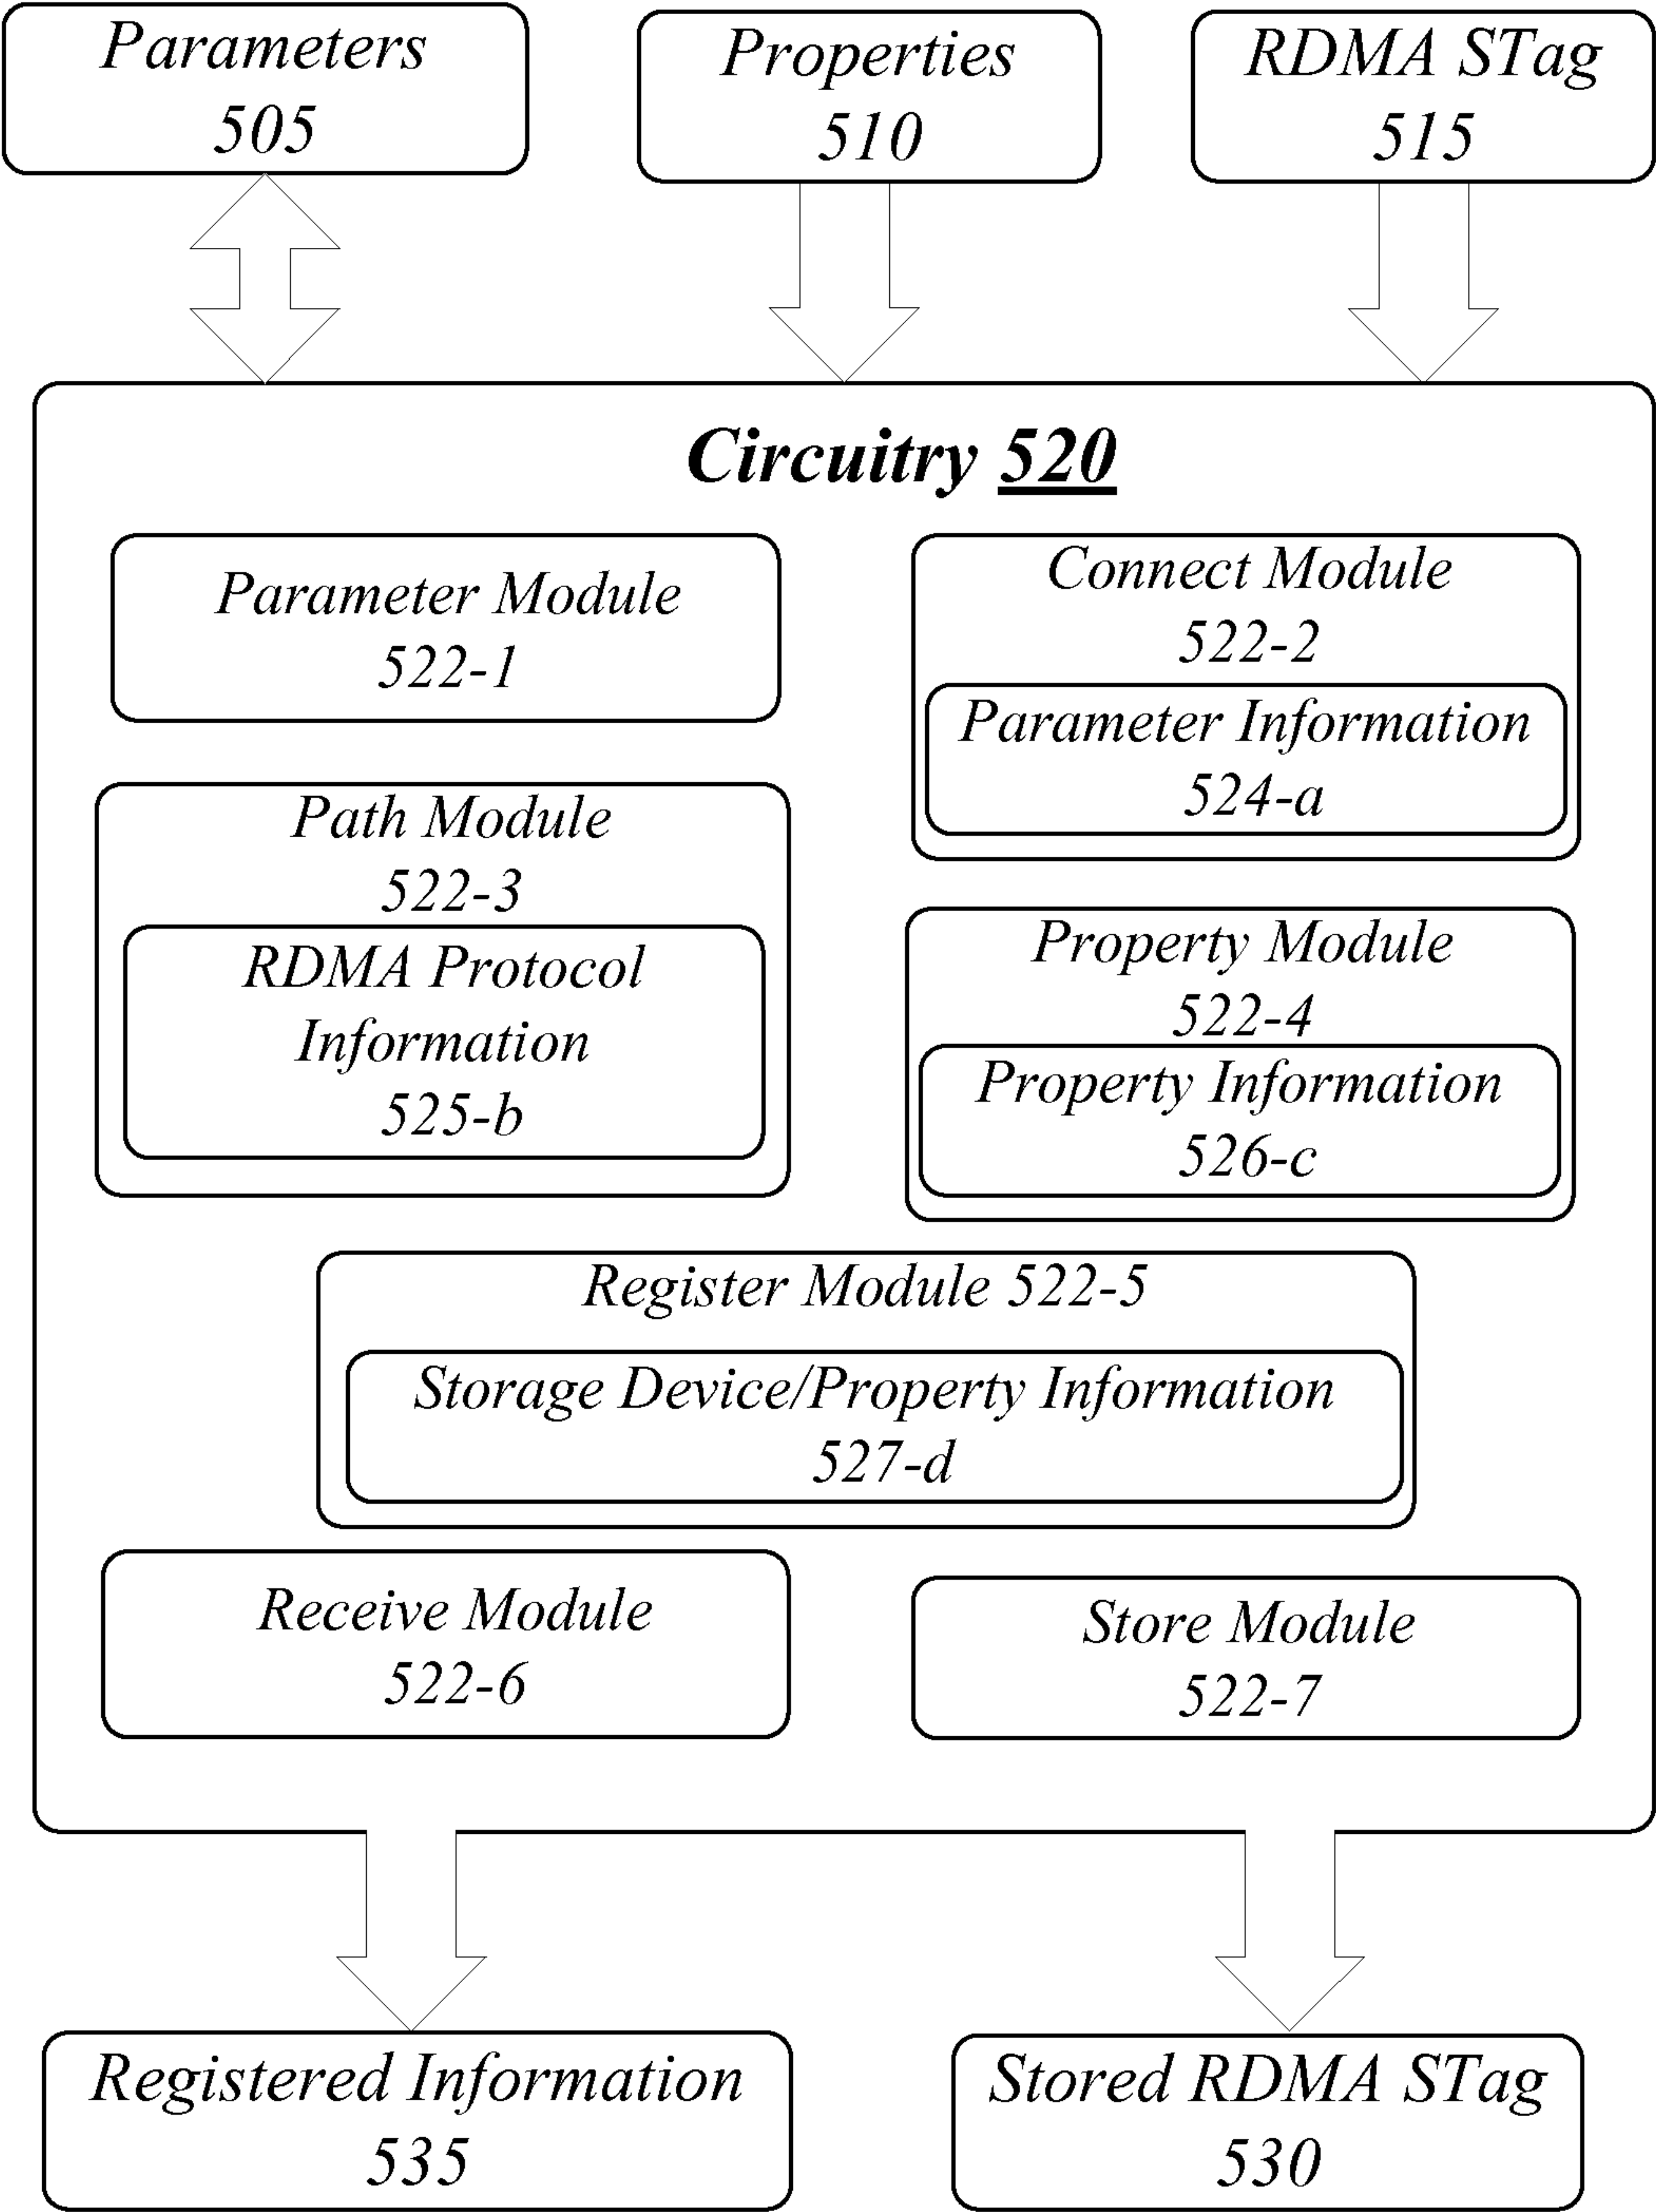 Parameters
505
Properties
510
RDMA STag
515
Circuitry 520
Parameter Module
522-1
Connect Module
522-2
Parameter Information
524-a
Path Module
522-3
RDMA Protocol
Information
525-b
Property Module
522-4
Property Information
526-c
Register Module 522-5
Storage Device/Property Information
527-d
Receive Module
522-6
Store Module
522-7
Registered Information
535
Stored RDMA STag
530